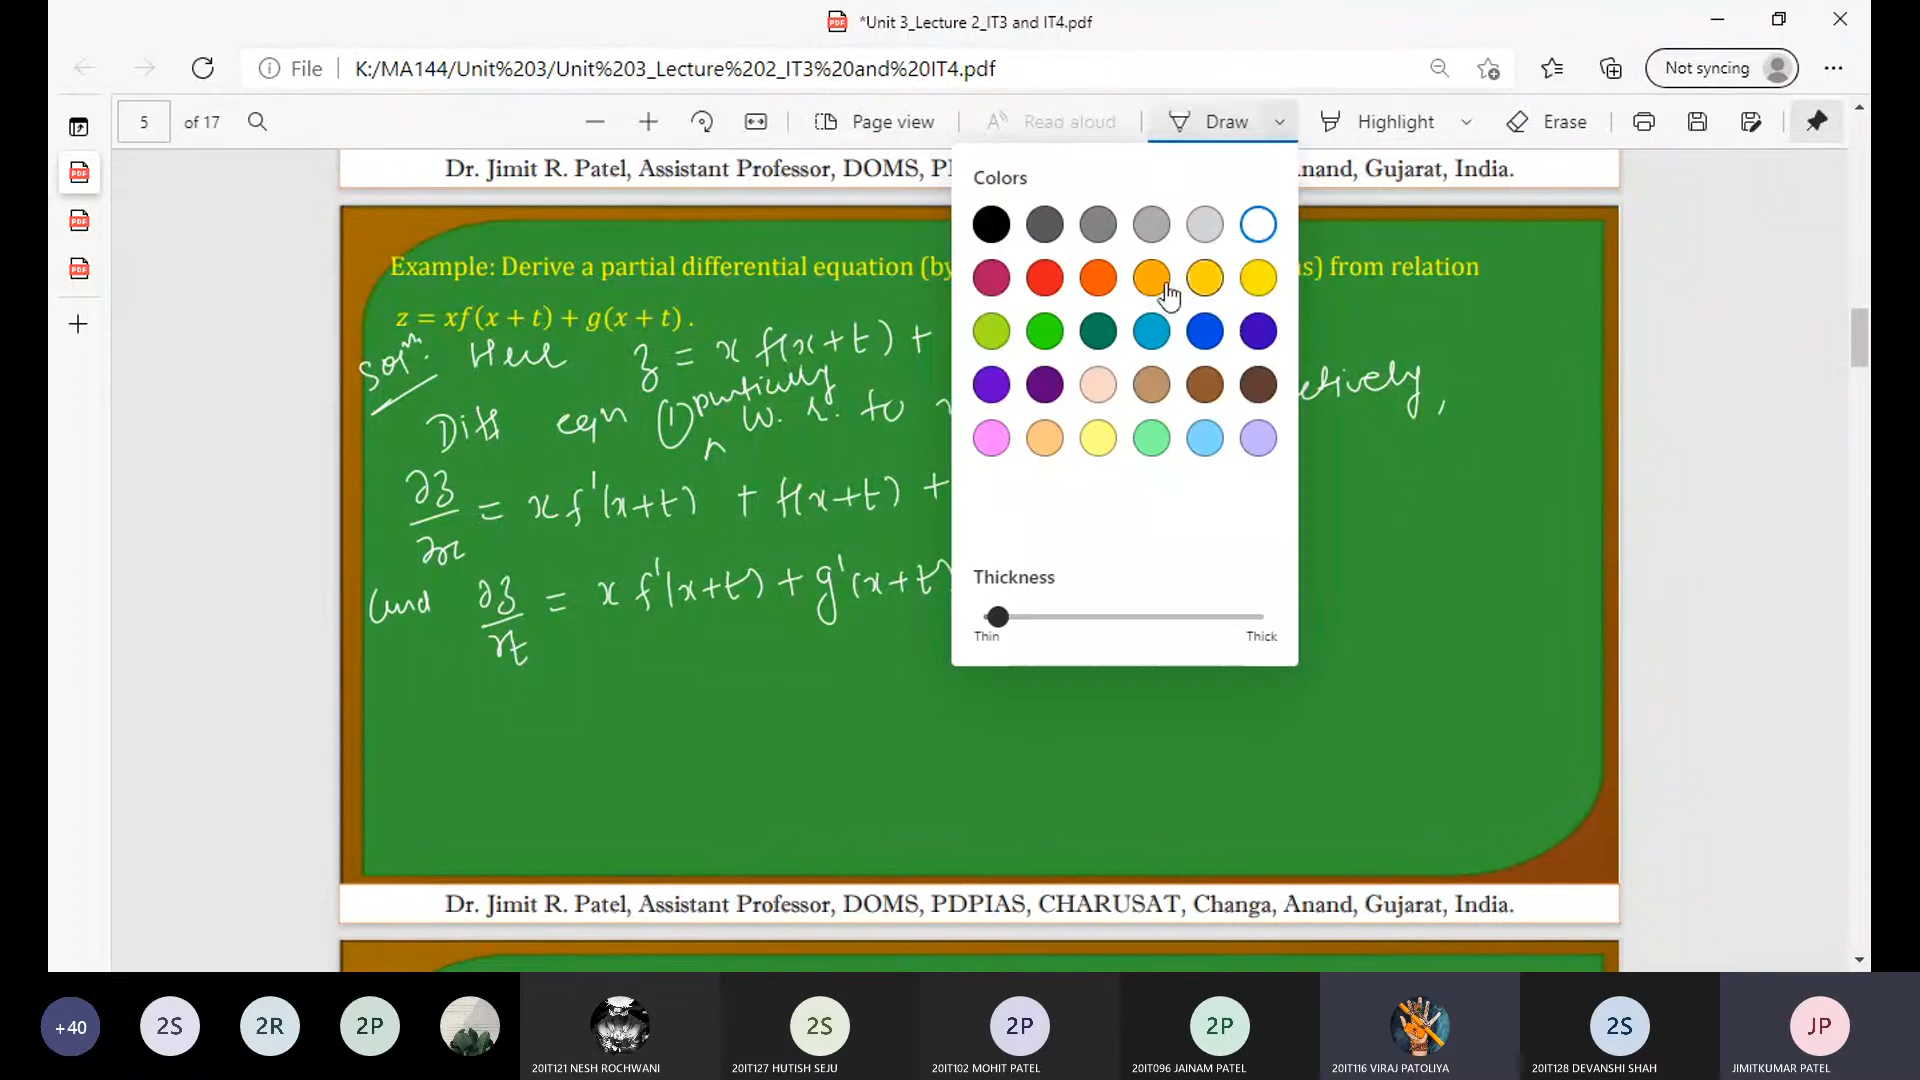 *Unit 3_Lecture 2_IT3 and IT4.pdf
File K:/MA144/Unit%203/Unit%203_Lecture%202_IT3%20and%20IT4.pdf Not syncing
5 of 17 Page view Read aloud Draw Highlight Erase
Dr. Jimit R. Patel, Assistant Professor, DOMS, nand, Gujarat, India.
Colors
Example: Derive a partial differential equation (by s) from relation
z = xf(x + t) + g(x + t) .
Solⁿ. Here z = x f(x+t) +
Diff eqn (1) partially w. r. to x etively,
∂z/∂x = x f'(x+t) + f(x+t) +
and ∂z/∂t = x f'(x+t) + g'(x+t)
Thickness
Thin Thick
Dr. Jimit R. Patel, Assistant Professor, DOMS, PDPIAS, CHARUSAT, Changa, Anand, Gujarat, India.
+40 2S 2R 2P 2S 2P 2P 2S JP
20IT121 NESH ROCHWANI 20IT127 HUTISH SEJU 20IT102 MOHIT PATEL 20IT096 JAINAM PATEL 20IT116 VIRAJ PATOLIYA 20IT128 DEVANSHI SHAH JIMITKUMAR PATEL